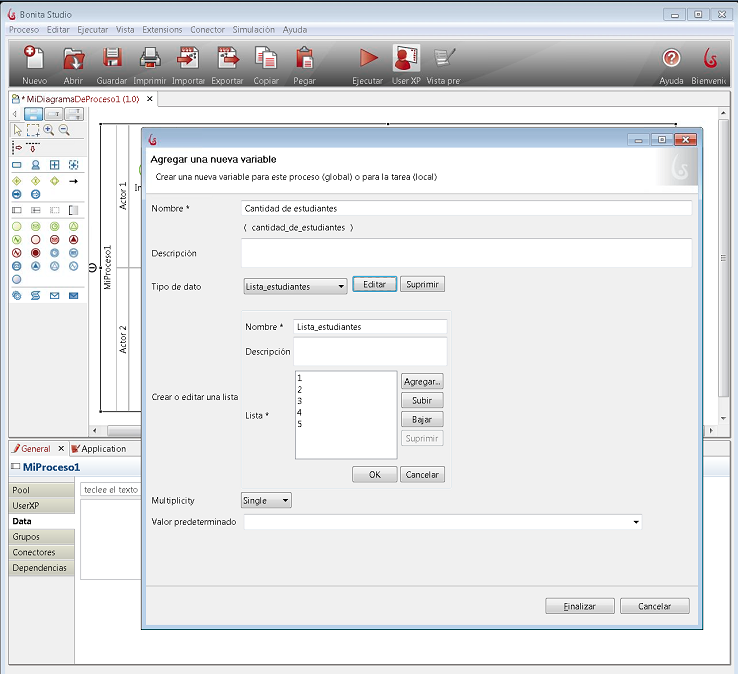 Bonita Studio
Proceso Editar Ejecutar Vista Extensions Conector Simulación Ayuda
Nuevo Abrir Guardar Imprimir Importar Exportar Copiar Pegar Ejecutar User XP Vista pre Ayuda Bienveni
*MiDiagramaDeProceso1 (1.0)
Actor 1
In
MiProceso1
Actor 2
Agregar una nueva variable
Crear una nueva variable para este proceso (global) o para la tarea (local)
Nombre * Cantidad de estudiantes
( cantidad_de_estudiantes )
Descripción
Tipo de dato Lista_estudiantes Editar Suprimir
Nombre * Lista_estudiantes
Descripción
Crear o editar una lista
Lista *
1
2
3
4
5
Agregar...
Subir
Bajar
Suprimir
OK Cancelar
Multiplicity Single
Valor predeterminado
Finalizar Cancelar
General Application
MiProceso1
Pool
UserXP
Data
Grupos
Conectores
Dependencias
teclee el texto